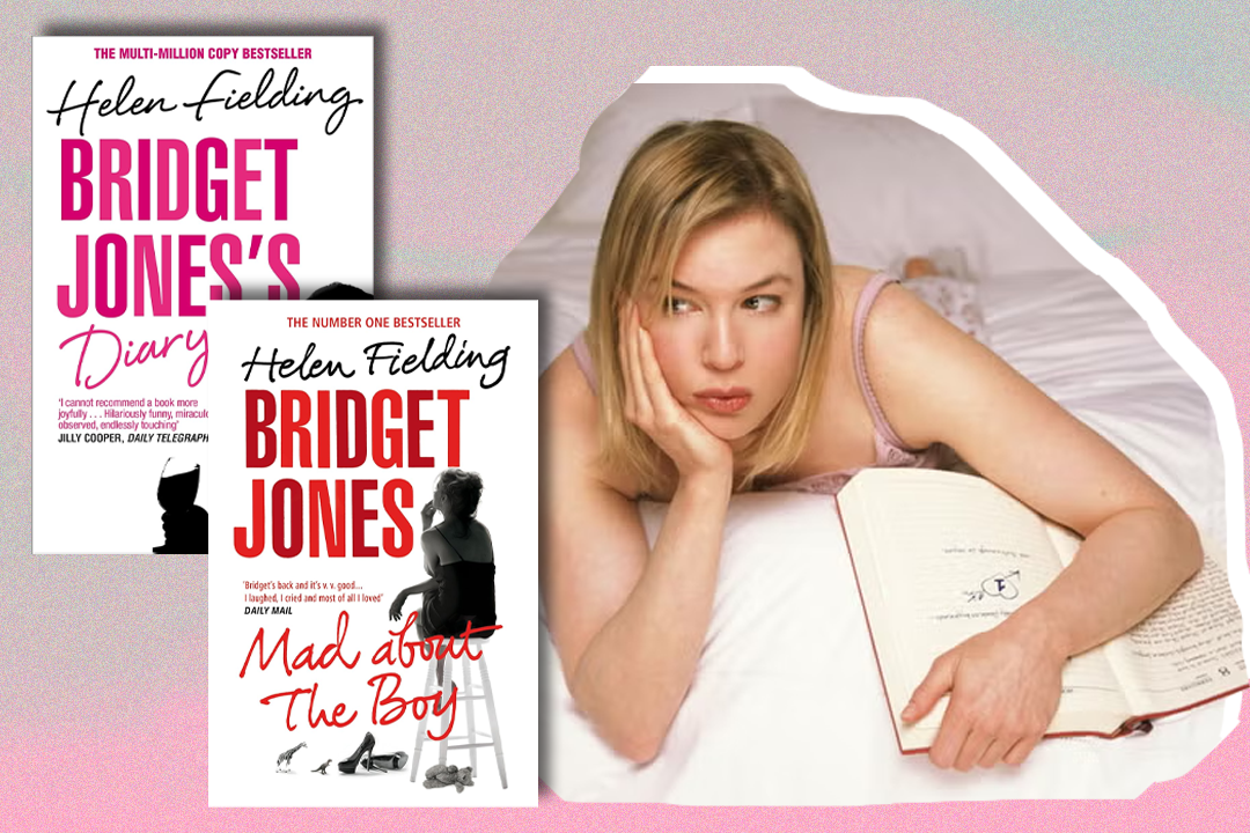 THE MULTI-MILLION COPY BESTSELLER
Helen Fielding
BRIDGET
JONES'S
Diary
'I cannot recommend a book more
joyfully . . . Hilariously funny,
observed, endlessly touching'
JILLY COOPER, DAILY TELEGRAPH
THE NUMBER ONE BESTSELLER
Helen Fielding
BRIDGET
JONES
'Bridget's back and it's v. v. good...
I laughed, I cried and most of all I loved'
DAILY MAIL
Mad about
The Boy
1
8